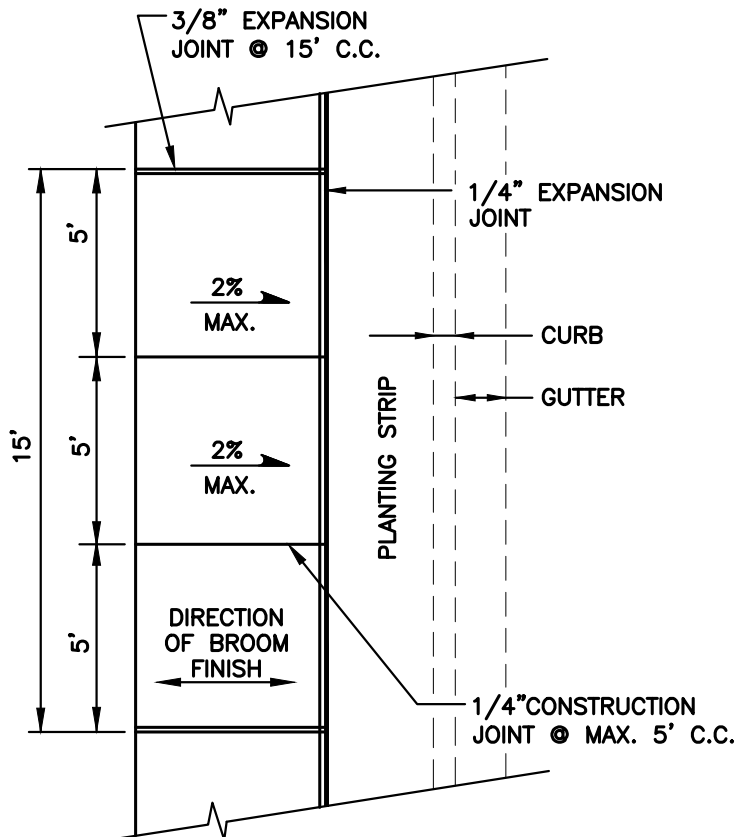 3/8" EXPANSION
JOINT @ 15' C.C.
1/4" EXPANSION
JOINT
5'
2%
MAX.
CURB
GUTTER
15'
5'
2%
MAX.
PLANTING STRIP
5'
DIRECTION
OF BROOM
FINISH
1/4"CONSTRUCTION
JOINT @ MAX. 5' C.C.